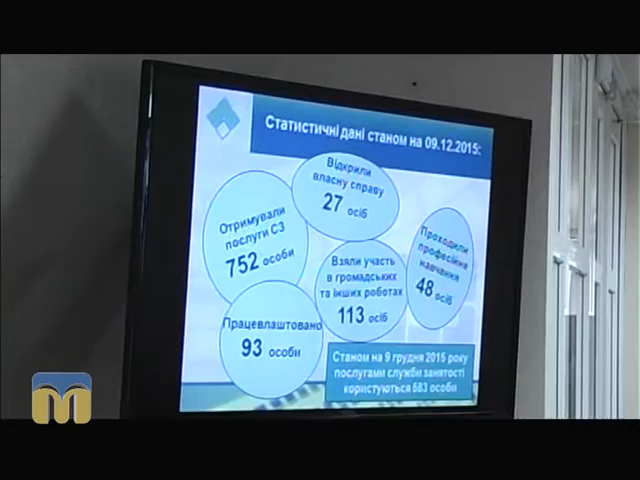 Статистичні дані станом на 09.12.2015:
Відкрили
власну справу
27 осіб
Отримували
послуги СЗ
752 особи
Проходили
професійне
навчання
48 осіб
Взяли участь
в громадських
та інших роботах
113 осіб
Працевлаштовано
93 особи
Станом на 9 грудня 2015 року
послугами служби занятості
користуються 583 особи
M